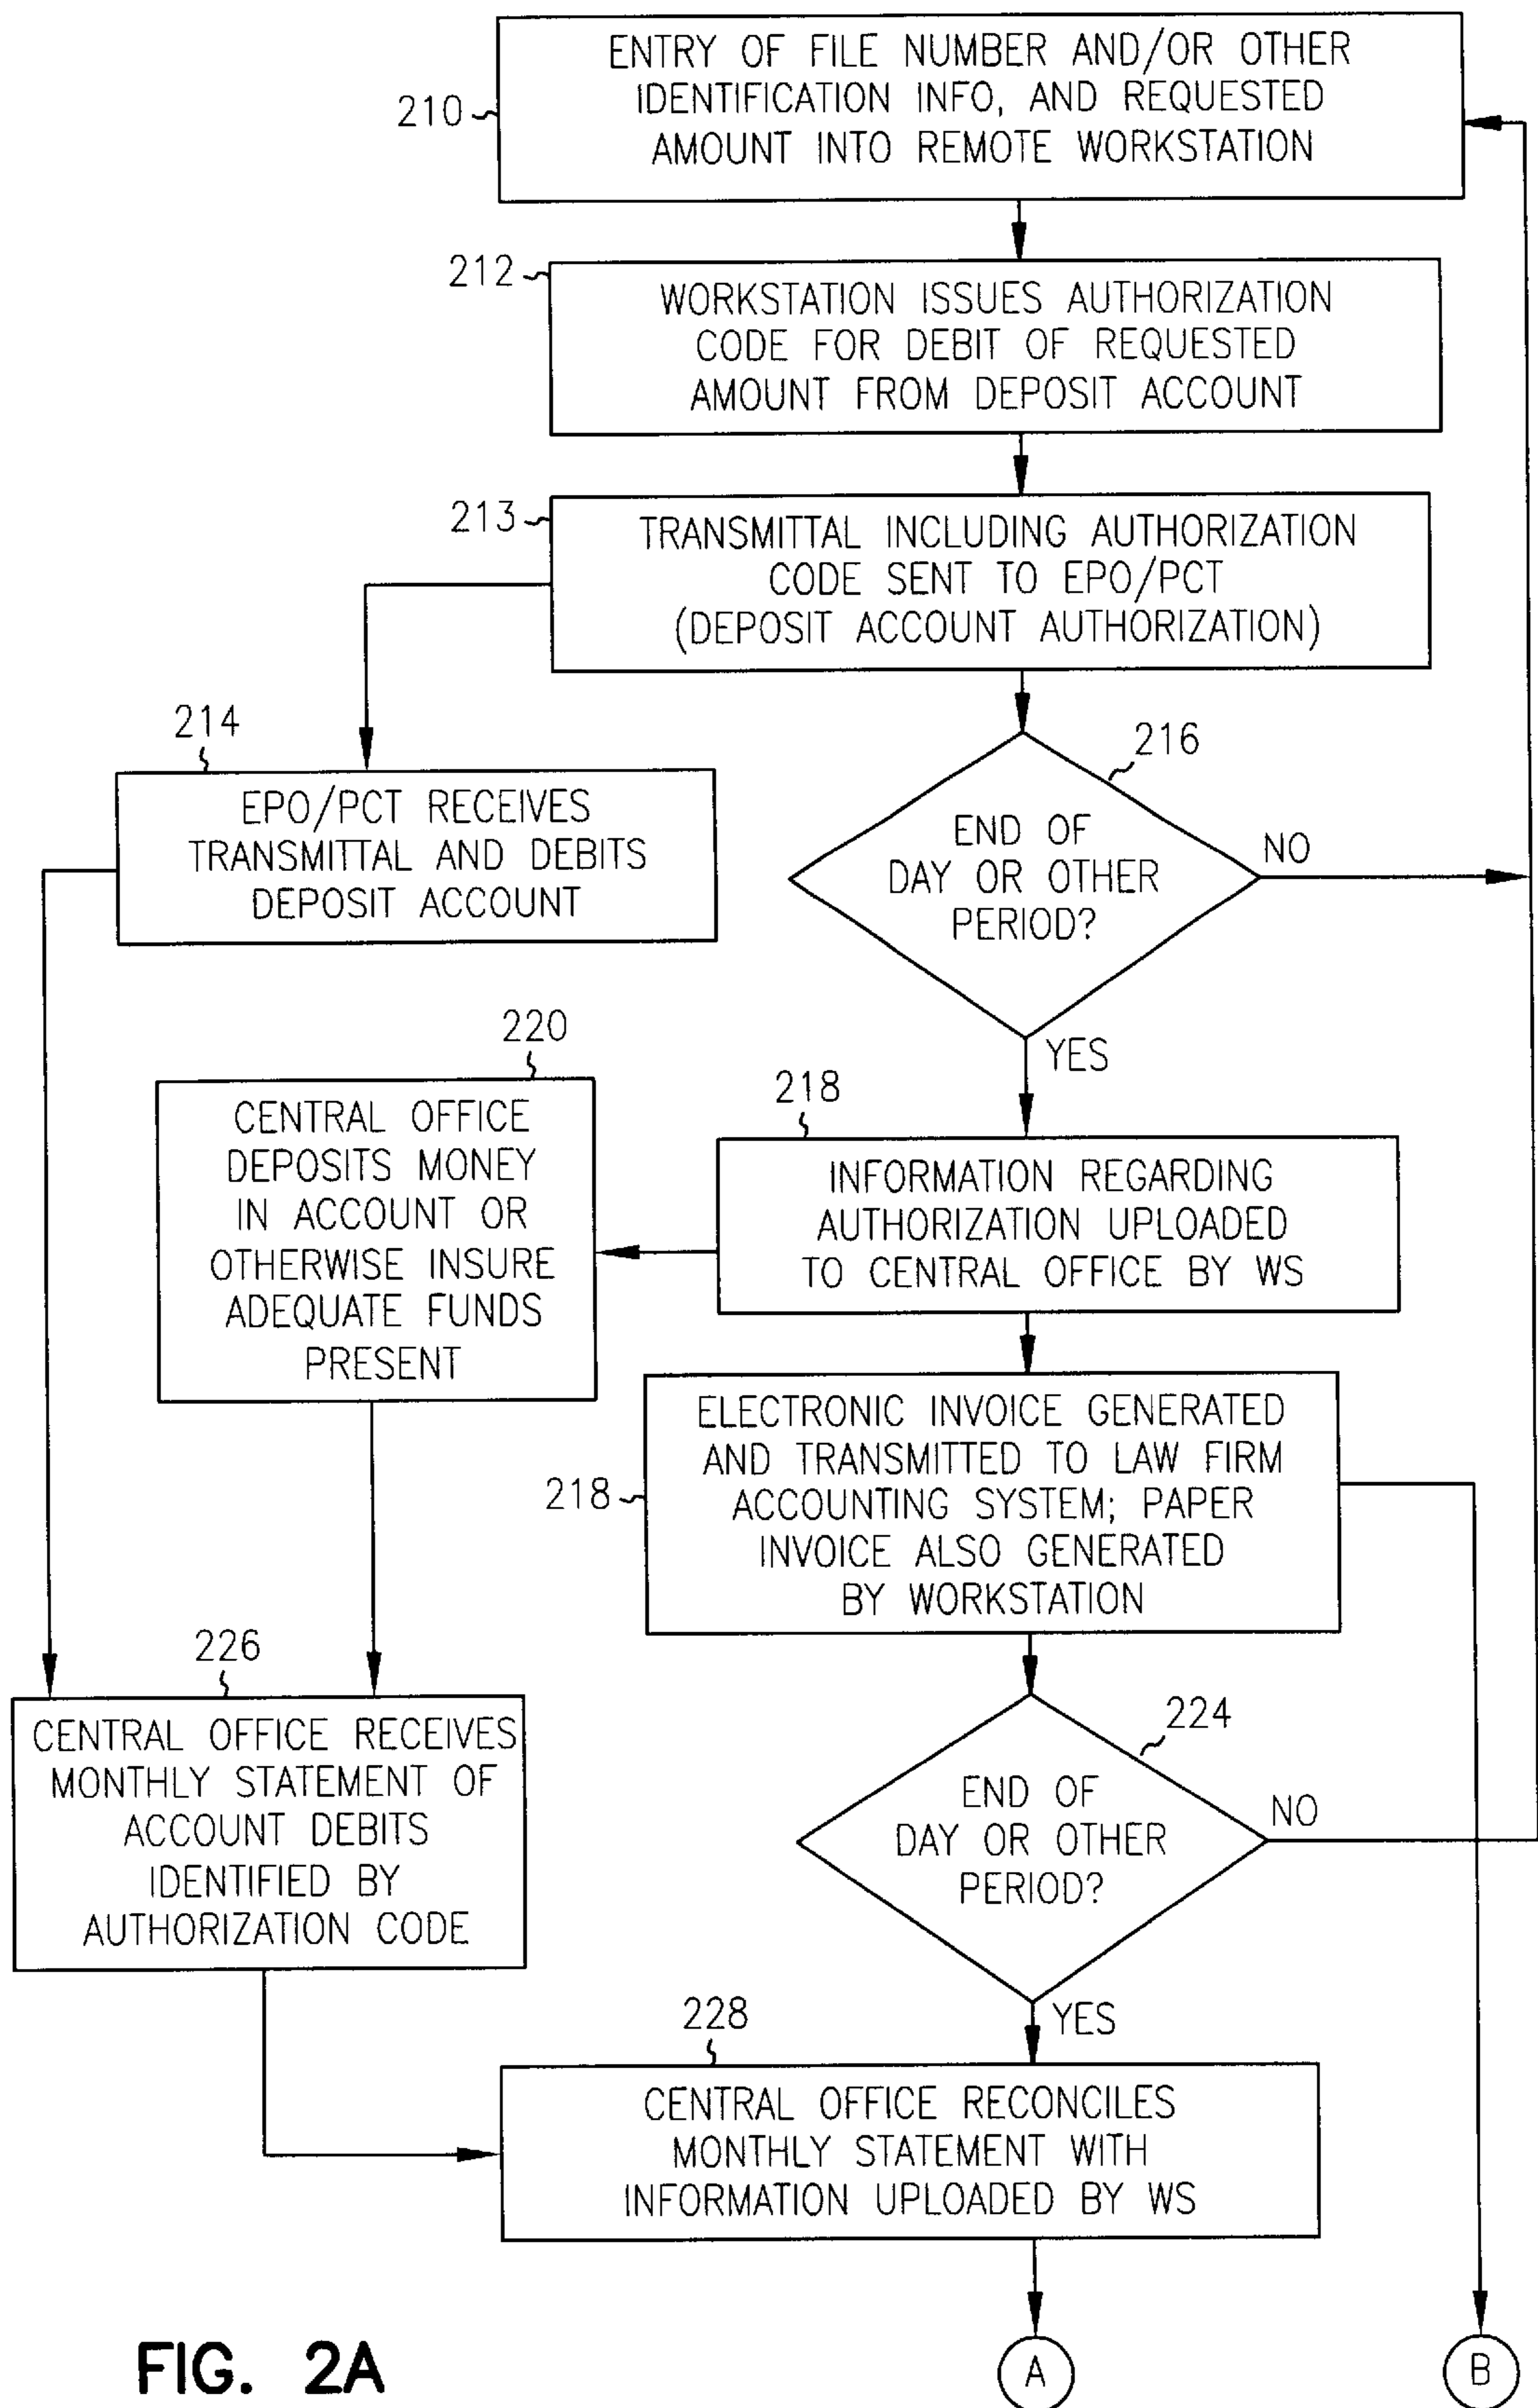 210
ENTRY OF FILE NUMBER AND/OR OTHER
IDENTIFICATION INFO, AND REQUESTED
AMOUNT INTO REMOTE WORKSTATION
212
WORKSTATION ISSUES AUTHORIZATION
CODE FOR DEBIT OF REQUESTED
AMOUNT FROM DEPOSIT ACCOUNT
213
TRANSMITTAL INCLUDING AUTHORIZATION
CODE SENT TO EPO/PCT
(DEPOSIT ACCOUNT AUTHORIZATION)
214
EPO/PCT RECEIVES
TRANSMITTAL AND DEBITS
DEPOSIT ACCOUNT
216
END OF
DAY OR OTHER
PERIOD?
NO
YES
220
CENTRAL OFFICE
DEPOSITS MONEY
IN ACCOUNT OR
OTHERWISE INSURE
ADEQUATE FUNDS
PRESENT
218
INFORMATION REGARDING
AUTHORIZATION UPLOADED
TO CENTRAL OFFICE BY WS
218
ELECTRONIC INVOICE GENERATED
AND TRANSMITTED TO LAW FIRM
ACCOUNTING SYSTEM; PAPER
INVOICE ALSO GENERATED
BY WORKSTATION
226
CENTRAL OFFICE RECEIVES
MONTHLY STATEMENT OF
ACCOUNT DEBITS
IDENTIFIED BY
AUTHORIZATION CODE
224
END OF
DAY OR OTHER
PERIOD?
NO
YES
228
CENTRAL OFFICE RECONCILES
MONTHLY STATEMENT WITH
INFORMATION UPLOADED BY WS
A
B
FIG. 2A